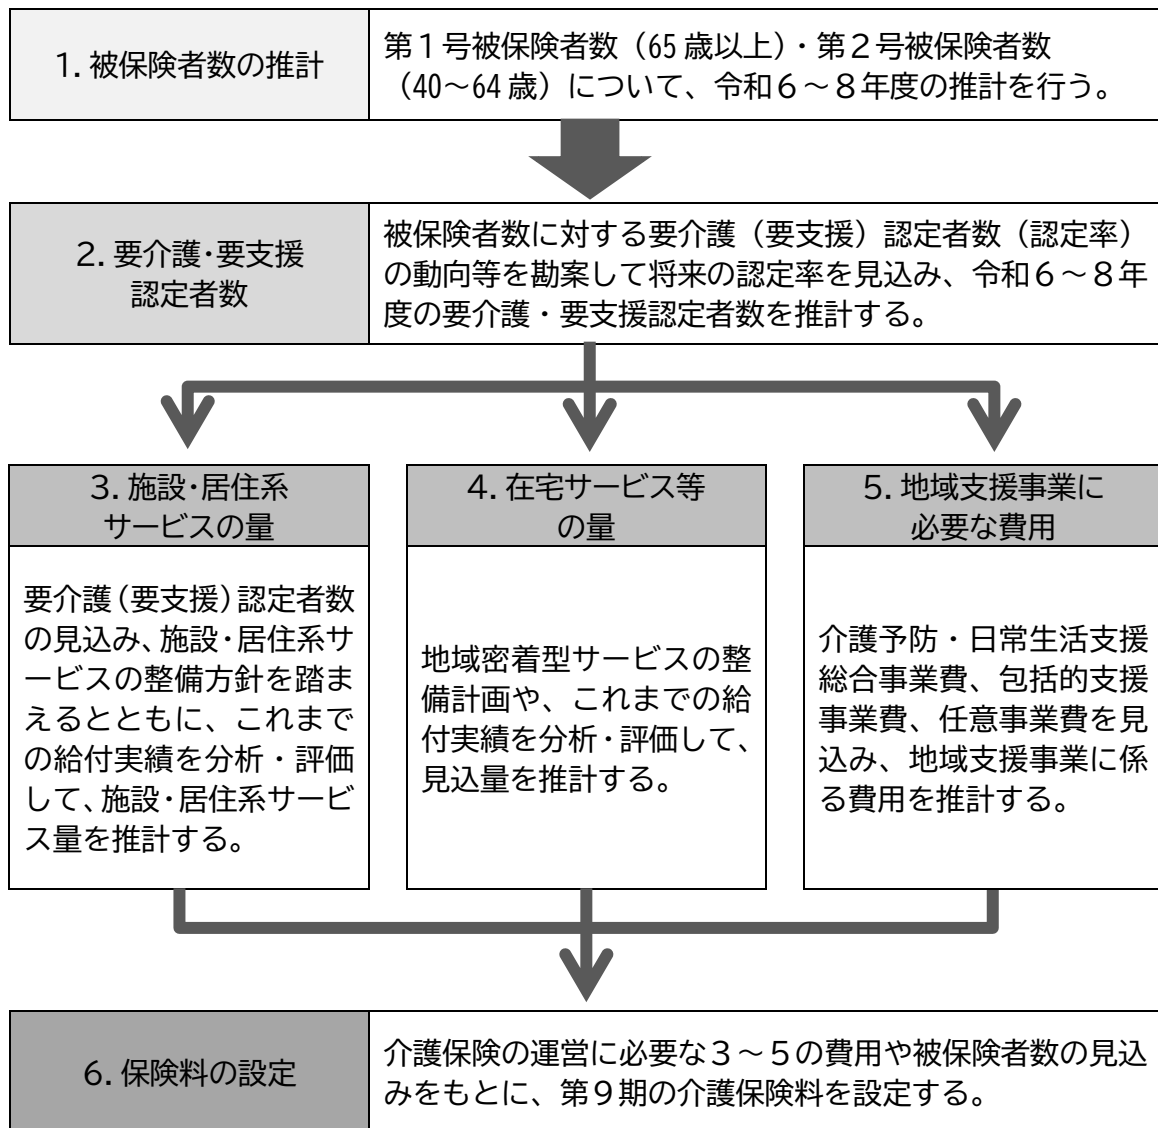 1.被保険者数の推計
第1号被保険者数（65歳以上）・第2号被保険者数
（40～64歳）について、令和6～8年度の推計を行う。
2.要介護・要支援
認定者数
被保険者数に対する要介護（要支援）認定者数（認定率）
の動向等を勘案して将来の認定率を見込み、令和6～8年
度の要介護・要支援認定者数を推計する。
3.施設・居住系
サービスの量
要介護（要支援）認定者数
の見込み、施設・居住系サ
ービスの整備方針を踏ま
えるとともに、これまで
の給付実績を分析・評価
して、施設・居住系サービ
ス量を推計する。
4.在宅サービス等
の量
地域密着型サービスの整
備計画や、これまでの給
付実績を分析・評価して、
見込量を推計する。
5.地域支援事業に
必要な費用
介護予防・日常生活支援
総合事業費、包括的支援
事業費、任意事業費を見
込み、地域支援事業に係
る費用を推計する。
6.保険料の設定
介護保険の運営に必要な3～5の費用や被保険者数の見込
みをもとに、第9期の介護保険料を設定する。